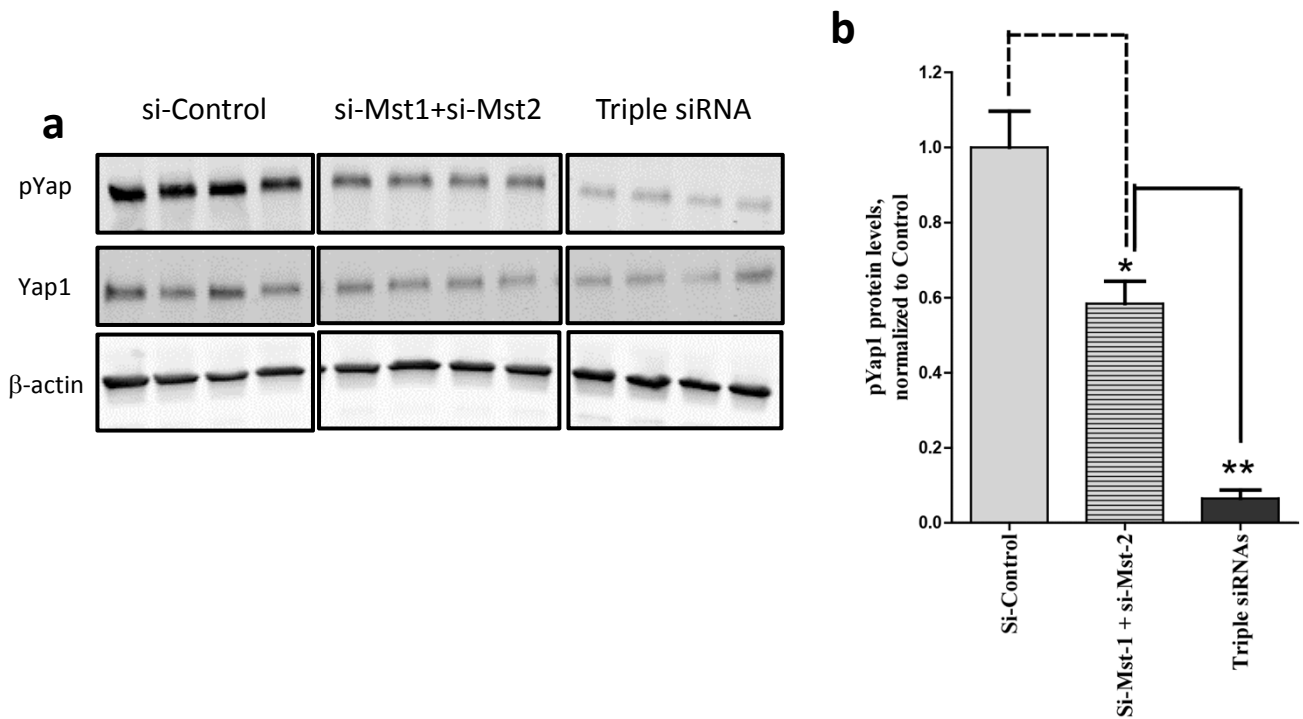 a
si-Control si-Mst1+si-Mst2 Triple siRNA
pYap
Yap1
β-actin
b
pYap1 protein levels,
normalized to Control
1.2
1.0
0.8
0.6
0.4
0.2
0.0
*
**
Si-Control
Si-Mst-1 + si-Mst-2
Triple siRNAs